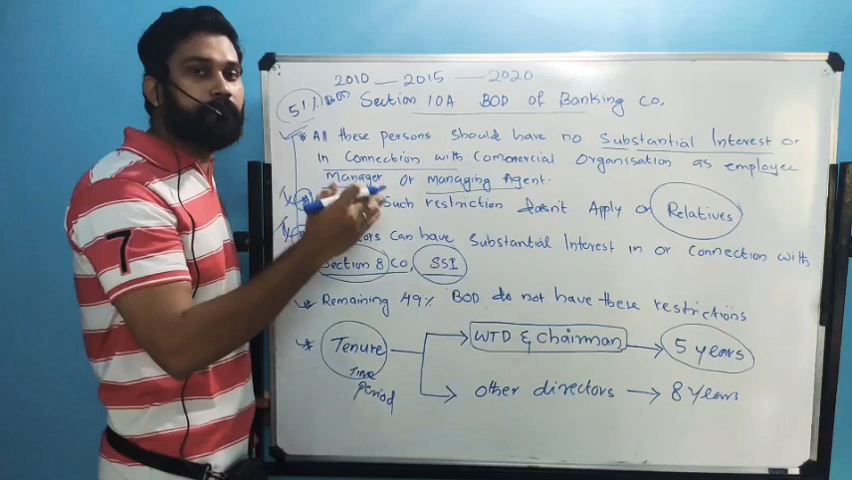 2010 — 2015 — 2020
51% BOD Section 10A BOD of Banking Co.
* All these persons should have no Substantial Interest or
in Connection with Commercial Organisation as employee
Manager or managing Agent.
Such restriction doesn't Apply on Relatives
can have Substantial Interest in or Connection with
Section 8 Co, SSI
* Remaining 49% BOD do not have these restrictions
* Tenure WTD & Chairman → 5 years
Time
period
other directors → 8 Years
7